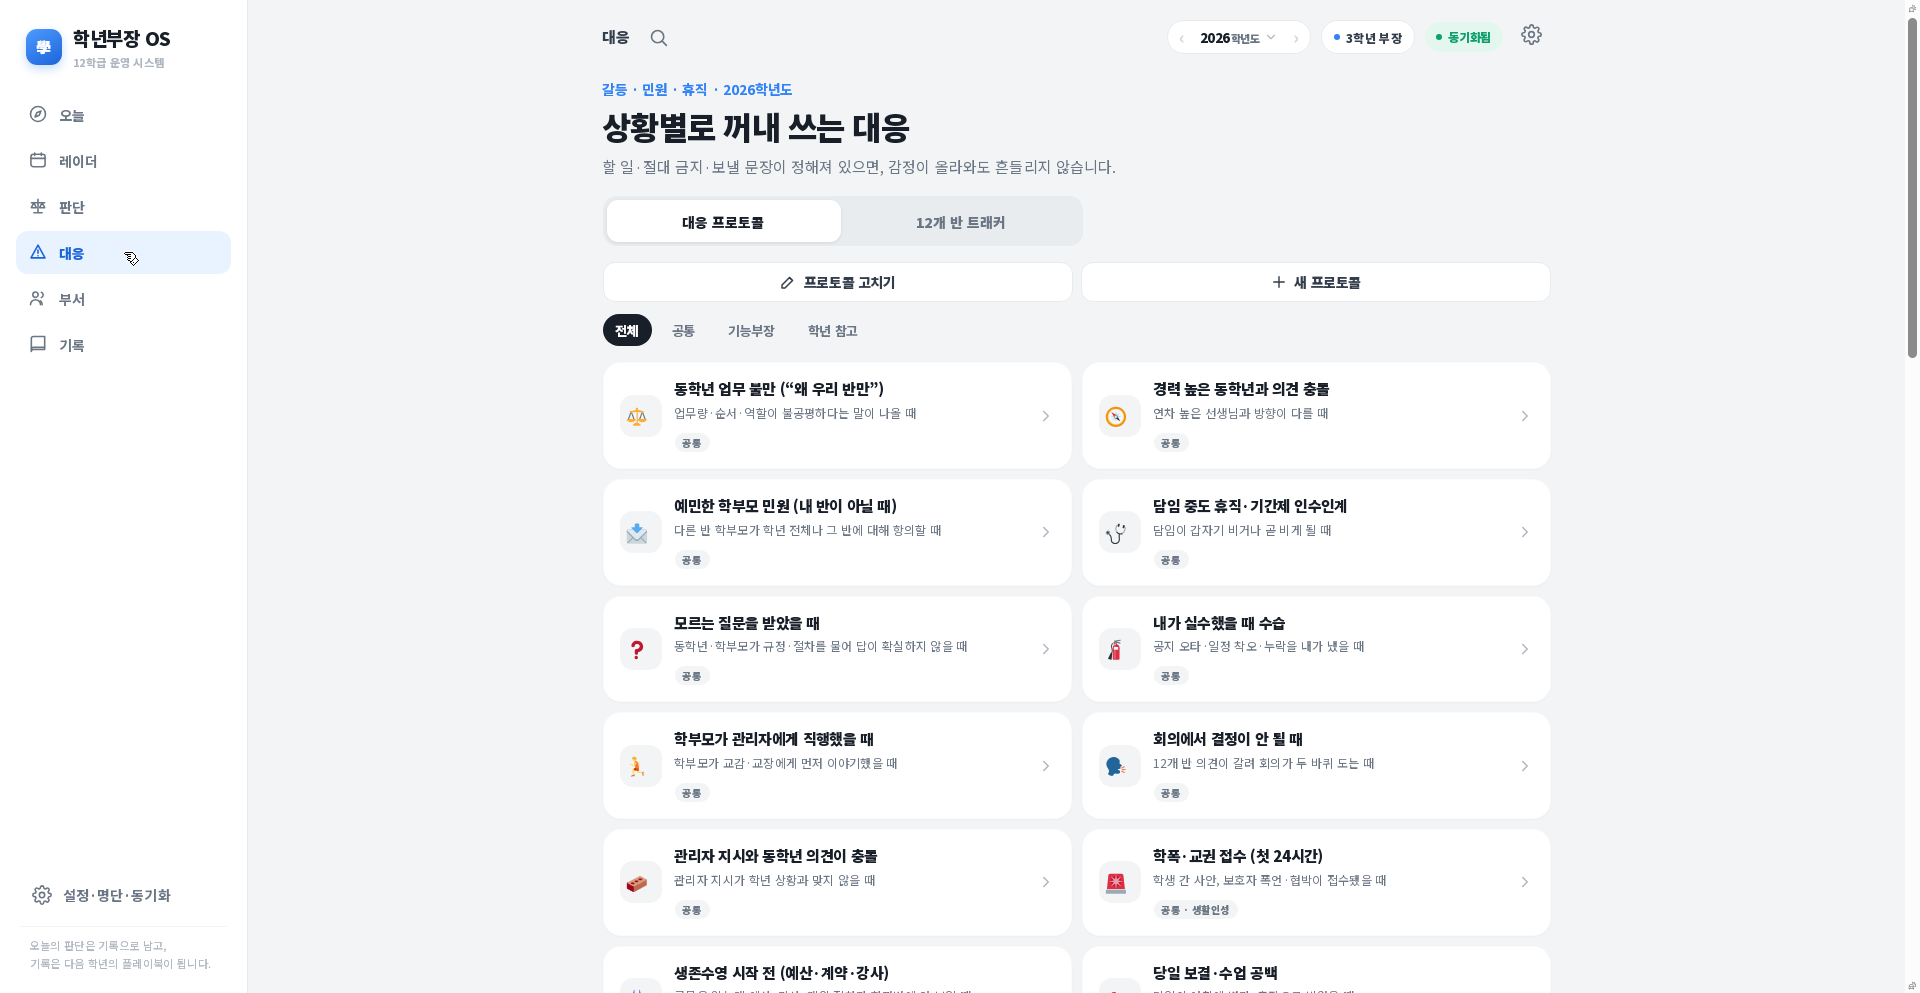 學
학년부장 OS
12학급 운영 시스템
오늘
레이더
판단
대응
부서
기록
설정·명단·동기화
오늘의 판단은 기록으로 남고,
기록은 다음 학년의 플레이북이 됩니다.
대응
2026학년도
3학년 부장
동기화됨
갈등 · 민원 · 휴직 · 2026학년도
상황별로 꺼내 쓰는 대응
할 일·절대 금지·보낼 문장이 정해져 있으면, 감정이 올라와도 흔들리지 않습니다.
대응 프로토콜
12개 반 트래커
프로토콜 고치기
새 프로토콜
전체
공통
기능부장
학년 참고
동학년 업무 불만 (“왜 우리 반만”)
업무량·순서·역할이 불공평하다는 말이 나올 때
공통
경력 높은 동학년과 의견 충돌
연차 높은 선생님과 방향이 다를 때
공통
예민한 학부모 민원 (내 반이 아닐 때)
다른 반 학부모가 학년 전체나 그 반에 대해 항의할 때
공통
담임 중도 휴직·기간제 인수인계
담임이 갑자기 비거나 곧 비게 될 때
공통
모르는 질문을 받았을 때
동학년·학부모가 규정·절차를 물어 답이 확실하지 않을 때
공통
내가 실수했을 때 수습
공지 오타·일정 착오·누락을 내가 냈을 때
공통
학부모가 관리자에게 직행했을 때
학부모가 교감·교장에게 먼저 이야기했을 때
공통
회의에서 결정이 안 될 때
12개 반 의견이 갈려 회의가 두 바퀴 도는 때
공통
관리자 지시와 동학년 의견이 충돌
관리자 지시가 학년 상황과 맞지 않을 때
공통
학폭·교권 접수 (첫 24시간)
학생 간 사안, 보호자 폭언·협박이 접수됐을 때
공통 · 생활인성
생존수영 시작 전 (예산·계약·강사)
당일 보결·수업 공백